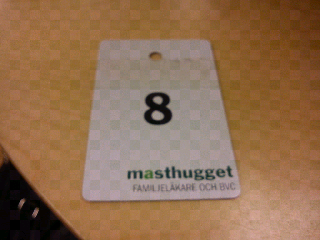 8
masthugget
FAMILJELÄKARE OCH BVC